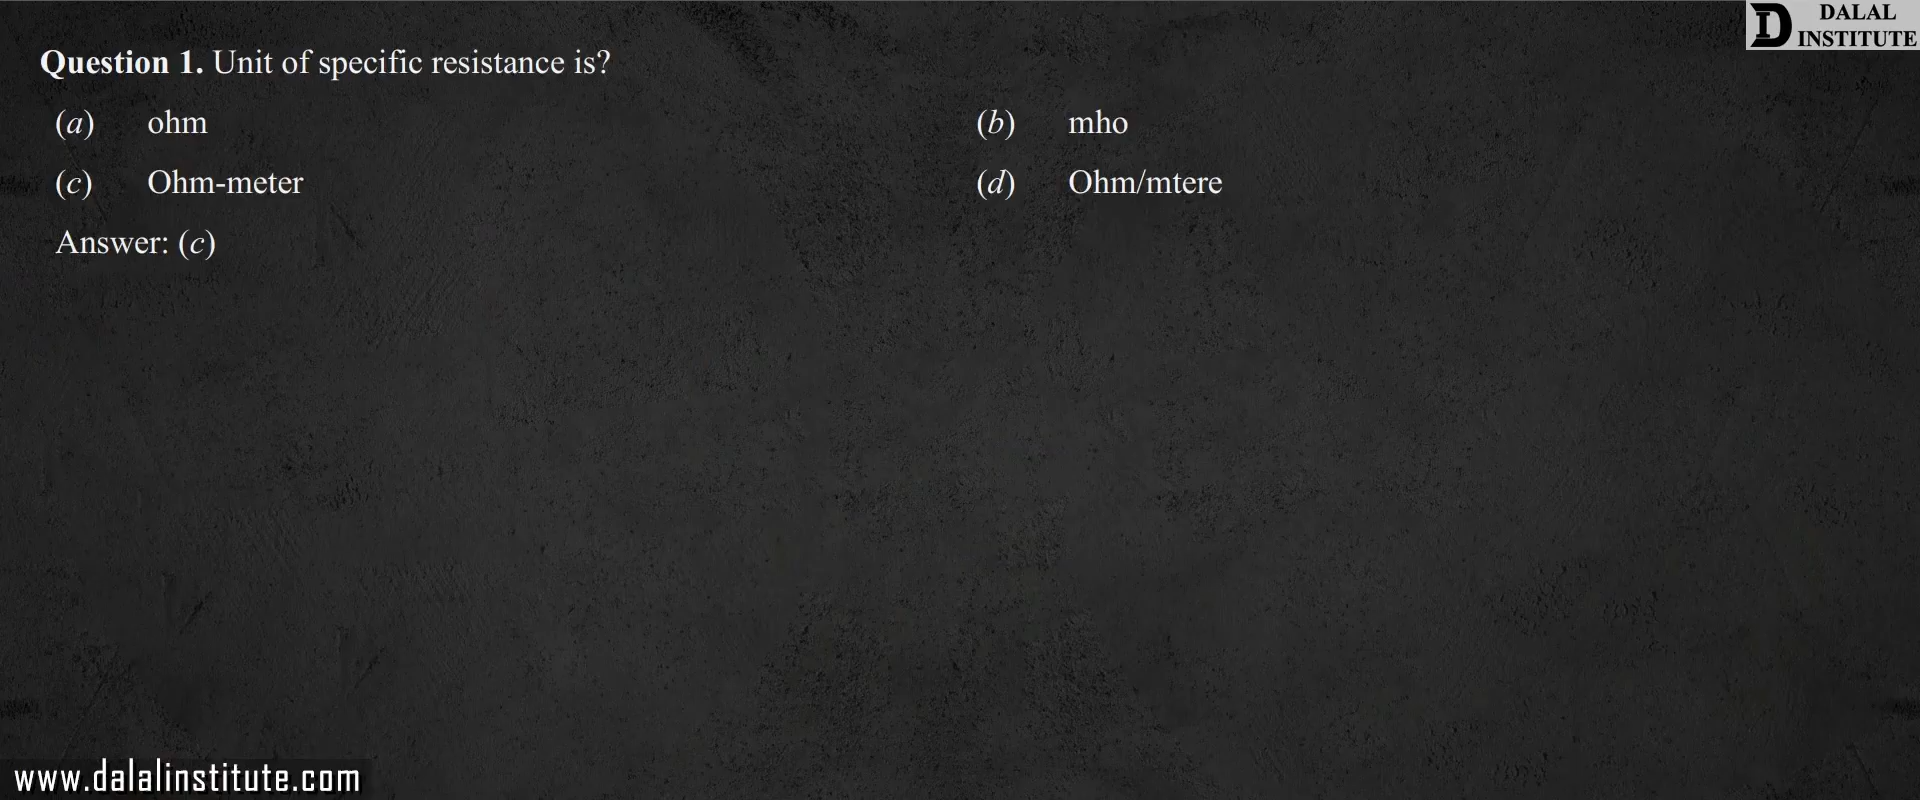 DALAL
INSTITUTE
Question 1. Unit of specific resistance is?
(a) ohm (b) mho
(c) Ohm-meter (d) Ohm/mtere
Answer: (c)
www.dalalinstitute.com